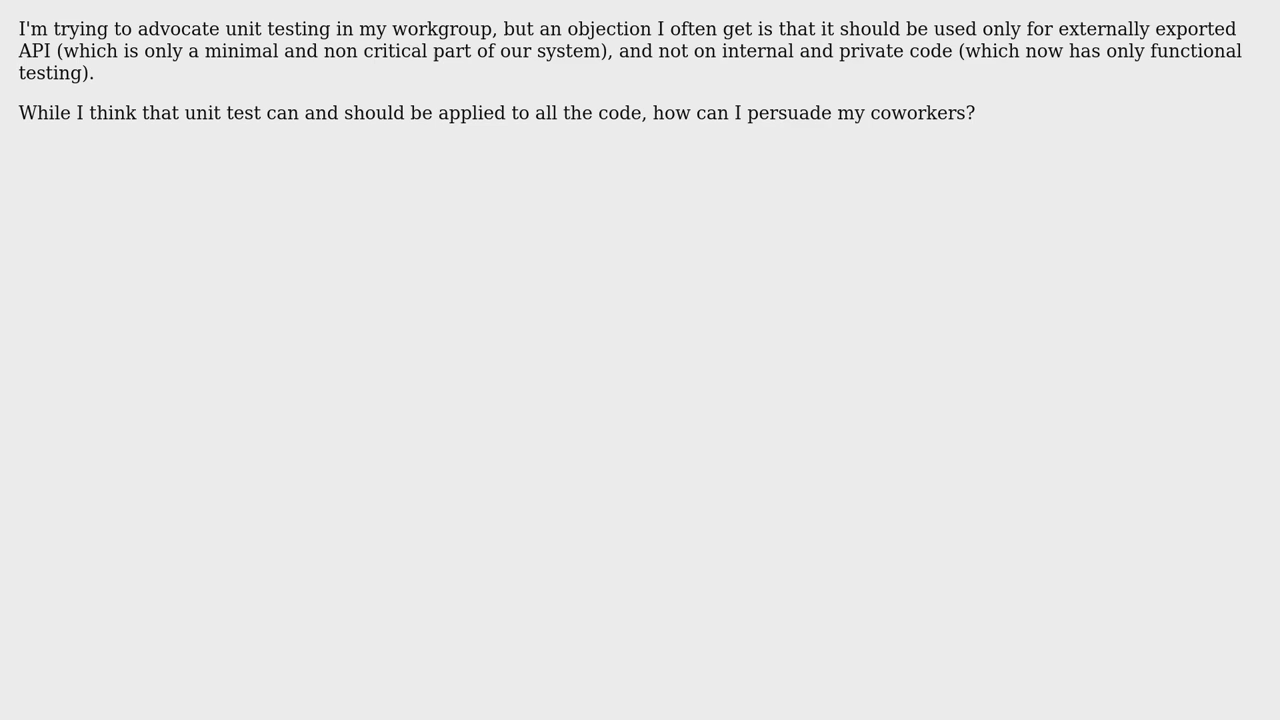 I'm trying to advocate unit testing in my workgroup, but an objection I often get is that it should be used only for externally exported
API (which is only a minimal and non critical part of our system), and not on internal and private code (which now has only functional
testing).
While I think that unit test can and should be applied to all the code, how can I persuade my coworkers?